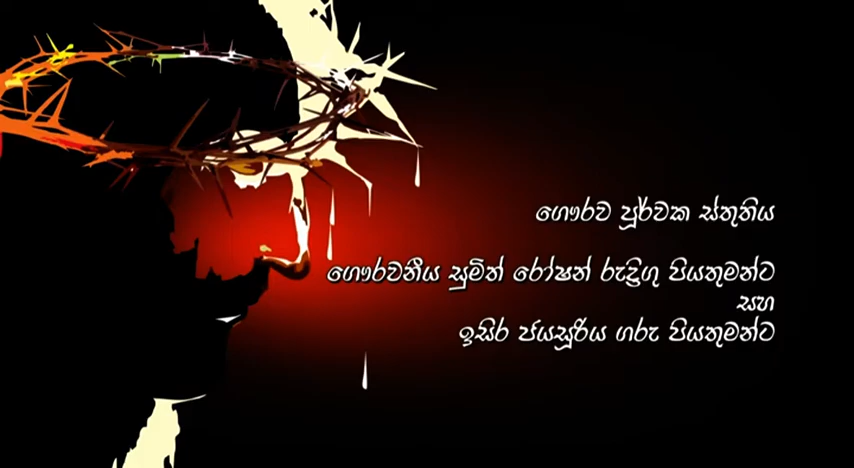 ගෞරව පූර්වක ස්තුතිය
ගෞරවනීය සුමිත් රෝෂන් රුද්‍රිගු පියතුමන්ට
සහ
ඉසිර ජයසූරිය ගරු පියතුමන්ට